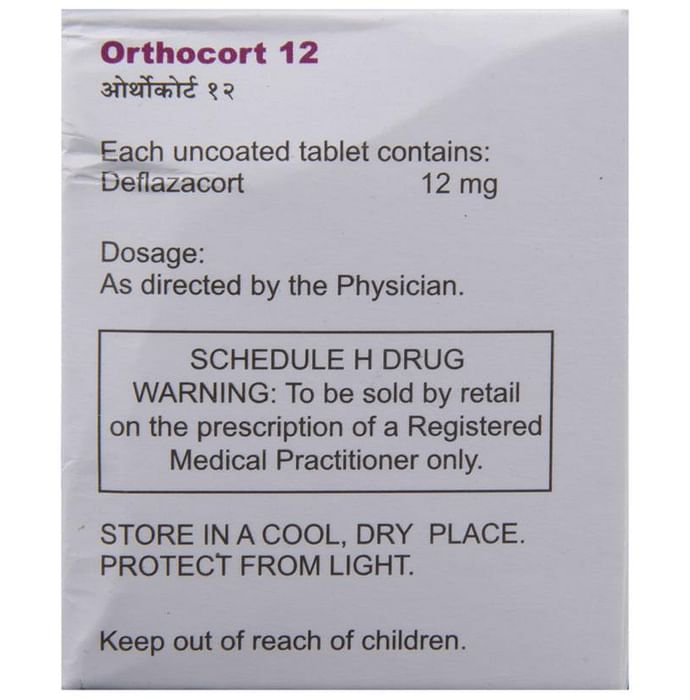 Orthocort 12
ओर्थोकोर्ट १२
Each uncoated tablet contains:
Deflazacort 12 mg
Dosage:
As directed by the Physician.
SCHEDULE H DRUG
WARNING: To be sold by retail
on the prescription of a Registered
Medical Practitioner only.
STORE IN A COOL, DRY PLACE.
PROTECT FROM LIGHT.
Keep out of reach of children.